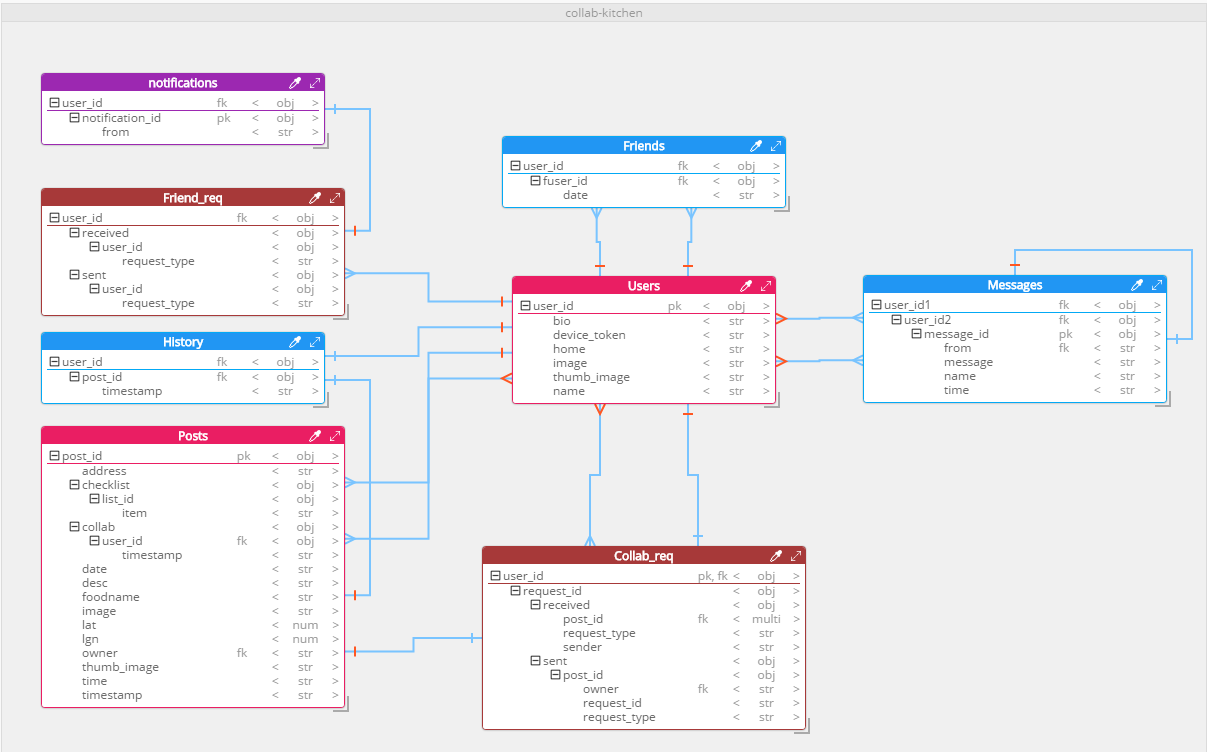 collab-kitchen
notifications
user_id fk < obj >
notification_id pk < obj >
from < str >
Friend_req
user_id fk < obj >
received < obj >
user_id < obj >
request_type < str >
sent < obj >
user_id < obj >
request_type < str >
History
user_id fk < obj >
post_id fk < obj >
timestamp < str >
Posts
post_id pk < obj >
address < str >
checklist < obj >
list_id < obj >
item < str >
collab < obj >
user_id fk < obj >
timestamp < str >
date < str >
desc < str >
foodname < str >
image < str >
lat < num >
lgn < num >
owner fk < str >
thumb_image < str >
time < str >
timestamp < str >
Friends
user_id fk < obj >
fuser_id fk < obj >
date < str >
Users
user_id pk < obj >
bio < str >
device_token < str >
home < str >
image < str >
thumb_image < str >
name < str >
Messages
user_id1 fk < obj >
user_id2 fk < obj >
message_id pk < obj >
from fk < str >
message < str >
name < str >
time < str >
Collab_req
user_id pk, fk < obj >
request_id < obj >
received < obj >
post_id fk < multi >
request_type < str >
sender < str >
sent < obj >
post_id < obj >
owner fk < str >
request_id < str >
request_type < str >